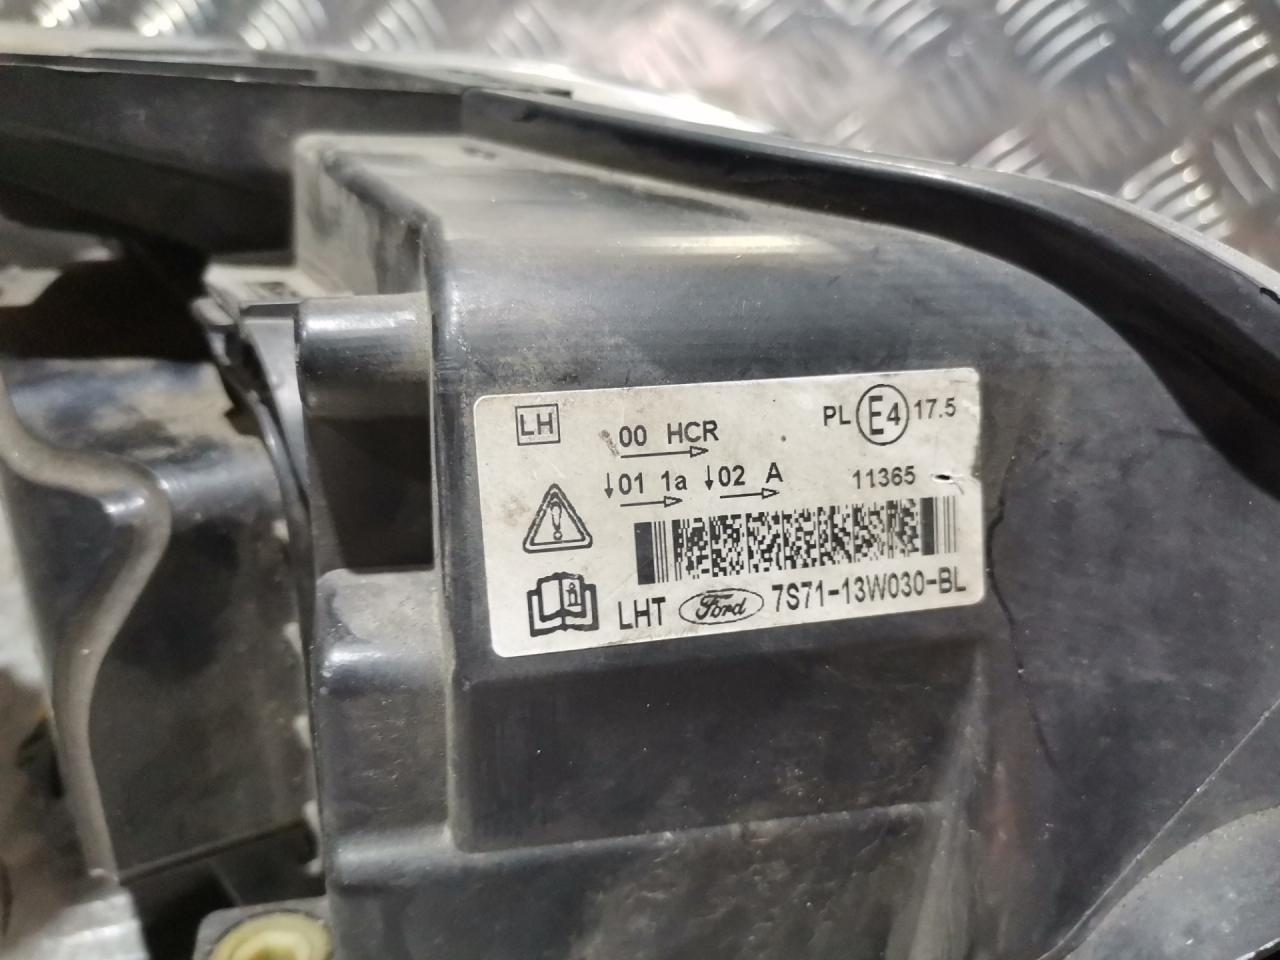 LH
00 HCR
PL E4 17.5
01 1a 02 A
11365
LHT Ford 7S71-13W030-BL